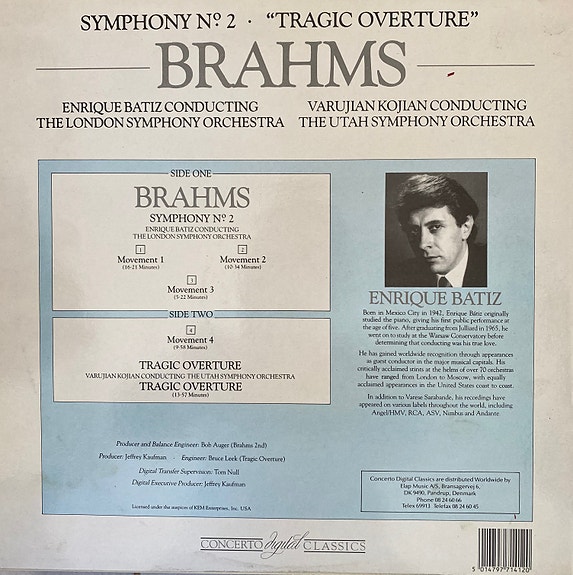 SYMPHONY Nº 2 · “TRAGIC OVERTURE”
BRAHMS
ENRIQUE BATIZ CONDUCTING
THE LONDON SYMPHONY ORCHESTRA
VARUJIAN KOJIAN CONDUCTING
THE UTAH SYMPHONY ORCHESTRA
SIDE ONE
BRAHMS
SYMPHONY Nº 2
ENRIQUE BATIZ CONDUCTING
THE LONDON SYMPHONY ORCHESTRA
1
Movement 1
(16-21 Minutes)
2
Movement 2
(10-34 Minutes)
3
Movement 3
(5-22 Minutes)
SIDE TWO
4
Movement 4
(9-58 Minutes)
TRAGIC OVERTURE
VARUJIAN KOJIAN CONDUCTING THE UTAH SYMPHONY ORCHESTRA
TRAGIC OVERTURE
(13-57 Minutes)
Producer and Balance Engineer: Bob Auger (Brahms 2nd)
Producer: Jeffrey Kaufman · Engineer: Bruce Leek (Tragic Overture)
Digital Transfer Supervision: Tom Null
Digital Executive Producer: Jeffrey Kaufman
Licensed under the auspices of KEM Enterprises, Inc. USA
ENRIQUE BATIZ
Born in Mexico City in 1942, Enrique Bátiz originally
studied the piano, giving his first public performance at
the age of five. After graduating from Julliard in 1965, he
went on to study at the Warsaw Conservatory before
determining that conducting was his true love.
He has gained worldwide recognition through appearances
as guest conductor in the major musical capitals. His
critically acclaimed stints at the helms of over 70 orchestras
have ranged from London to Moscow, with equally
acclaimed appearances in the United States coast to coast.
In addition to Varese Sarabande, his recordings have
appeared on various labels throughout the world, including
Angel/HMV, RCA, ASV, Nimbus and Andante.
Concerto Digital Classics are distributed Worldwide by
Elap Music A/S, Bransagervej 6,
DK 9490, Pandrup, Denmark
Phone 08 24 60 66
Telex 69913 Telefax 08 24 60 45
CONCERTO digital CLASSICS
5 014797 714120